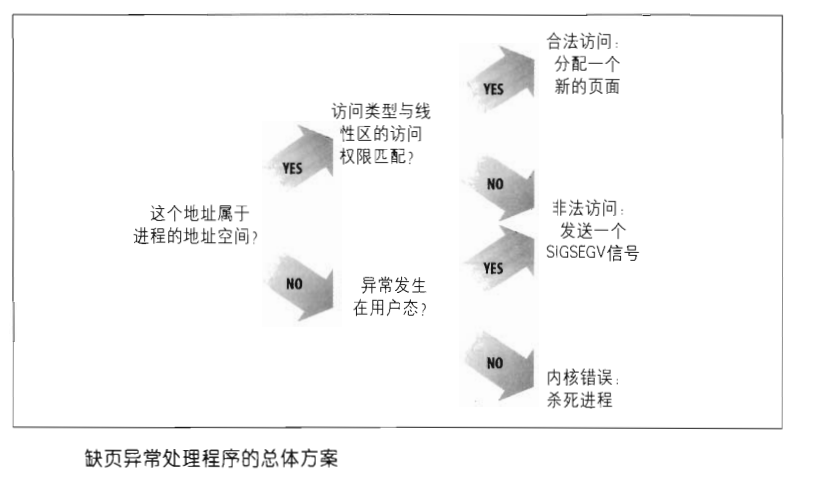 合法访问:
分配一个
新的页面
YES
访问类型与线
性区的访问
权限匹配?
YES
NO
这个地址属于
进程的地址空间?
非法访问:
发送一个
SIGSEGV信号
YES
NO
异常发生
在用户态?
NO
内核错误:
杀死进程
缺页异常处理程序的总体方案